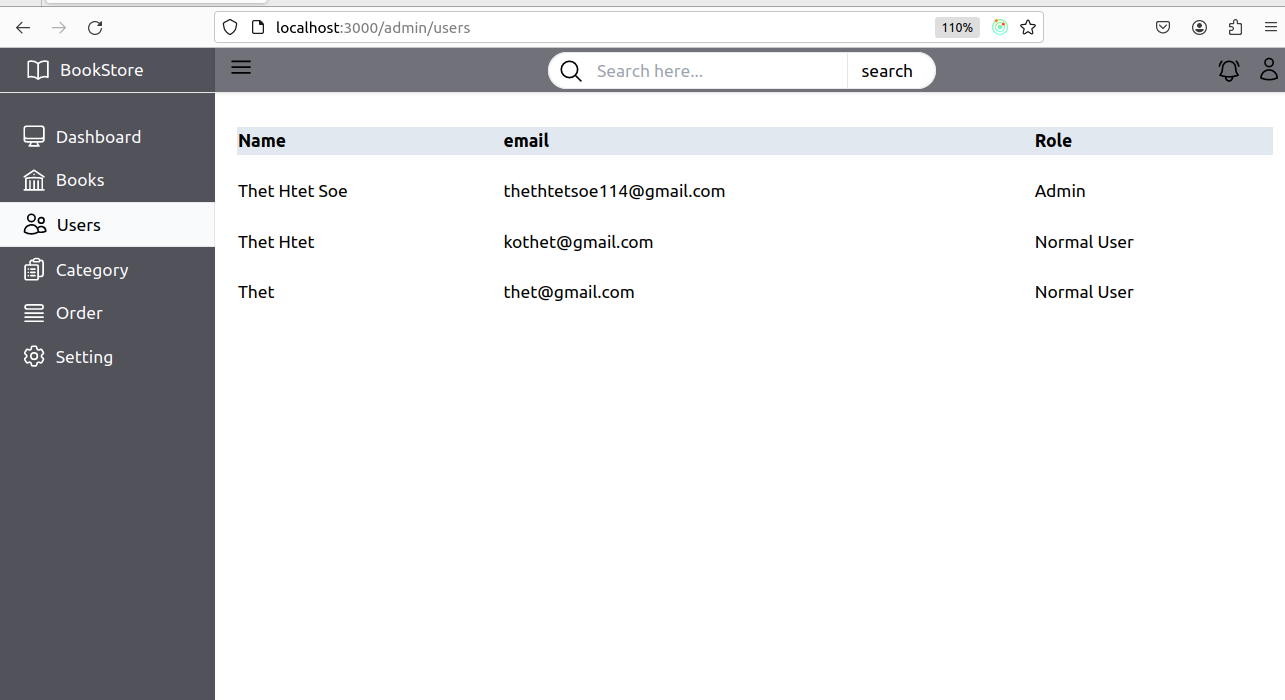 localhost:3000/admin/users 110%
BookStore Search here... search
Dashboard
Books
Users
Category
Order
Setting
Name email Role
Thet Htet Soe thethtetsoe114@gmail.com Admin
Thet Htet kothet@gmail.com Normal User
Thet thet@gmail.com Normal User